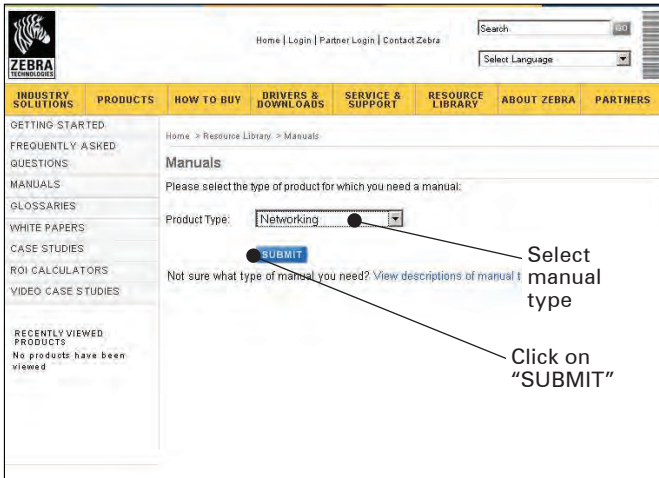 Home | Login | Partner Login | Contact Zebra
Search
GO
Select Language
ZEBRA
TECHNOLOGIES
INDUSTRY SOLUTIONS
PRODUCTS
HOW TO BUY
DRIVERS & DOWNLOADS
SERVICE & SUPPORT
RESOURCE LIBRARY
ABOUT ZEBRA
PARTNERS
GETTING STARTED
FREQUENTLY ASKED
QUESTIONS
MANUALS
GLOSSARIES
WHITE PAPERS
CASE STUDIES
ROI CALCULATORS
VIDEO CASE STUDIES
RECENTLY VIEWED
PRODUCTS
No products have been
viewed
Home > Resource Library > Manuals
Manuals
Please select the type of product for which you need a manual:
Product Type:
Networking
SUBMIT
Not sure what type of manual you need? View descriptions of manual t
Select
manual
type
Click on
“SUBMIT”